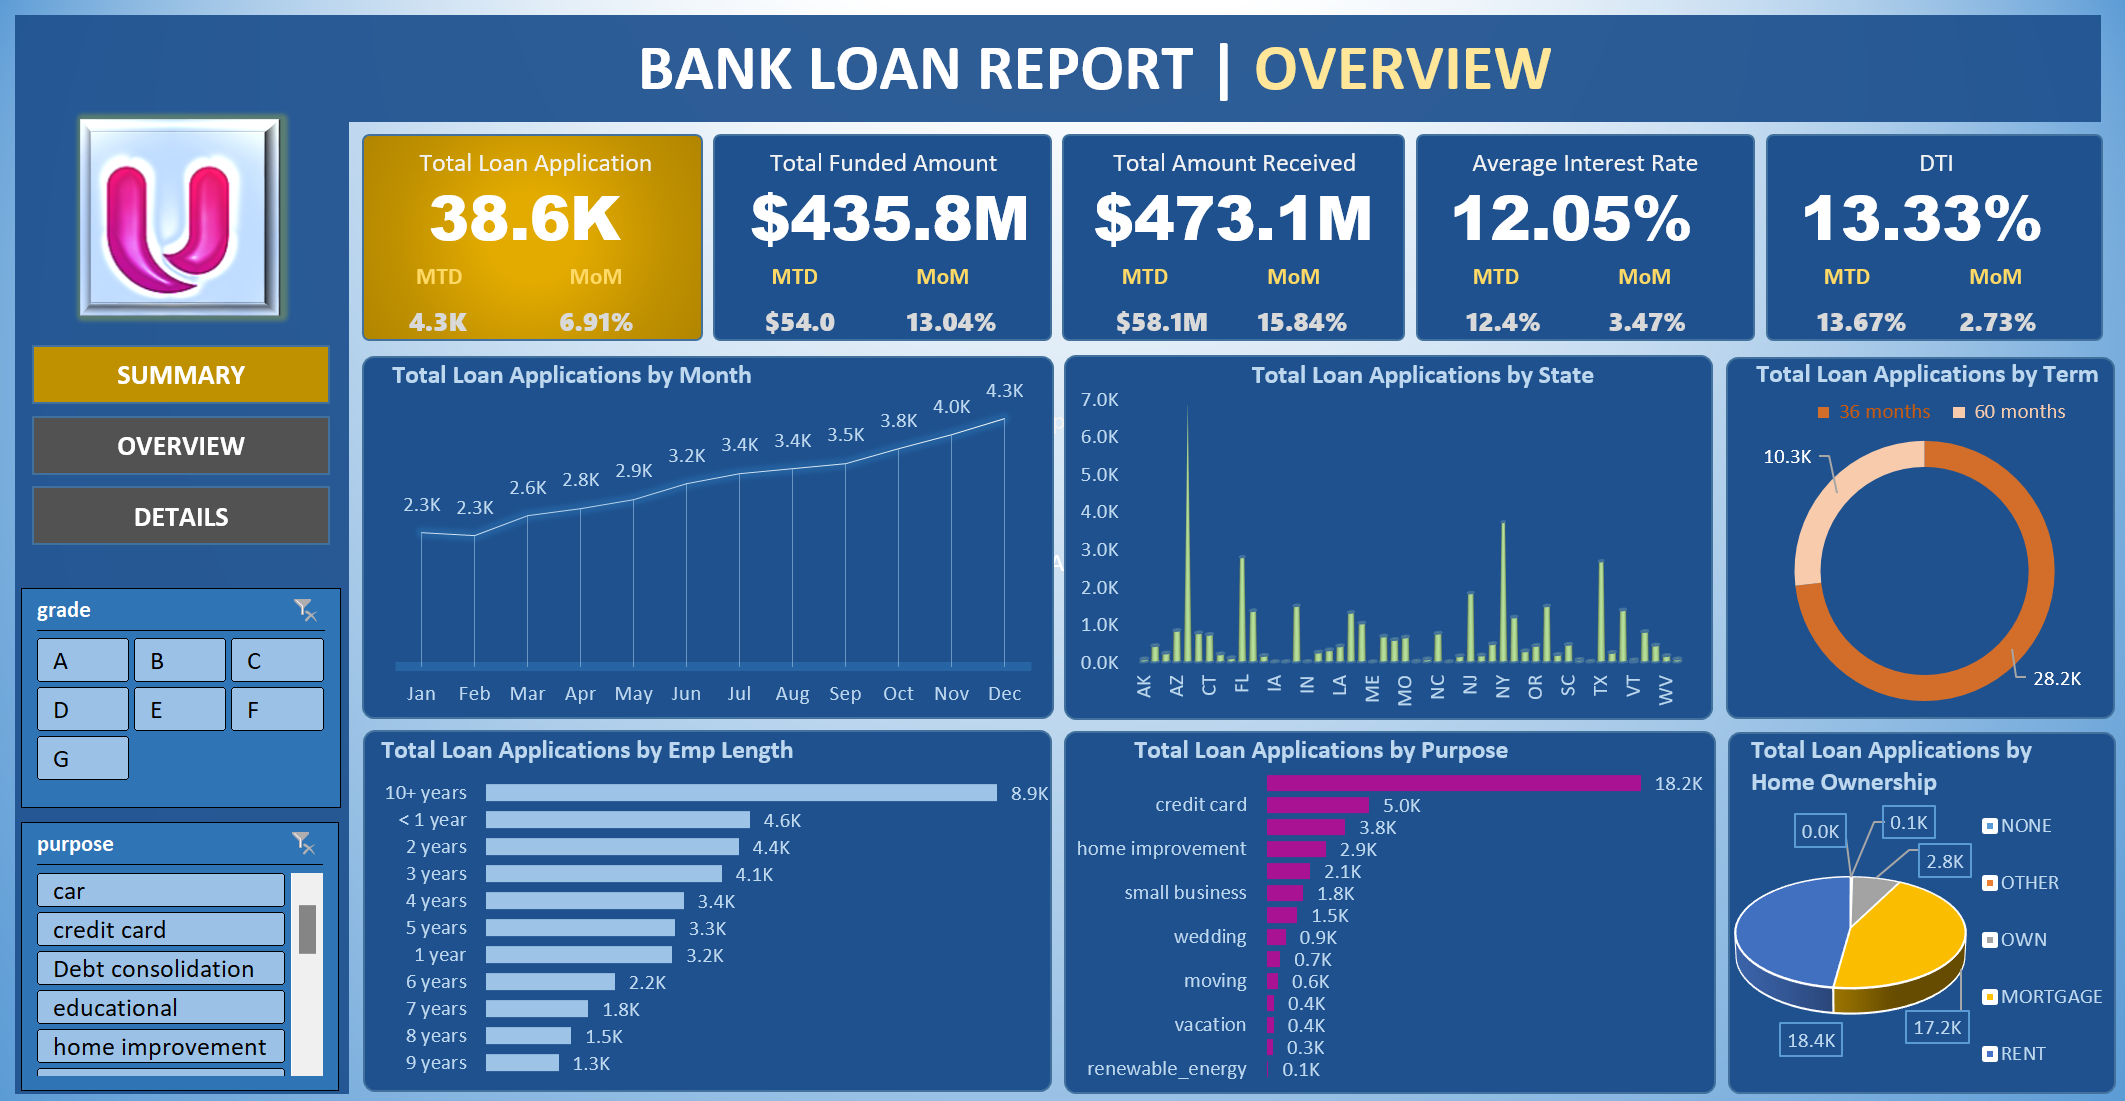 BANK LOAN REPORT | OVERVIEW
Total Loan Application
38.6K
MTD MoM
4.3K 6.91%
Total Funded Amount
$435.8M
MTD MoM
$54.0 13.04%
Total Amount Received
$473.1M
MTD MoM
$58.1M 15.84%
Average Interest Rate
12.05%
MTD MoM
12.4% 3.47%
DTI
13.33%
MTD MoM
13.67% 2.73%
SUMMARY
OVERVIEW
DETAILS
grade
A B C
D E F
G
purpose
car
credit card
Debt consolidation
educational
home improvement
Total Loan Applications by Month
2.3K 2.3K 2.6K 2.8K 2.9K 3.2K 3.4K 3.4K 3.5K 3.8K 4.0K 4.3K
Jan Feb Mar Apr May Jun Jul Aug Sep Oct Nov Dec
Total Loan Applications by State
7.0K
6.0K
5.0K
4.0K
3.0K
2.0K
1.0K
0.0K
AK AZ CT FL IA IN LA ME MO NC NJ NY OR SC TX VT WV
Total Loan Applications by Term
36 months 60 months
10.3K
28.2K
Total Loan Applications by Emp Length
10+ years 8.9K
< 1 year 4.6K
2 years 4.4K
3 years 4.1K
4 years 3.4K
5 years 3.3K
1 year 3.2K
6 years 2.2K
7 years 1.8K
8 years 1.5K
9 years 1.3K
Total Loan Applications by Purpose
18.2K
credit card 5.0K
3.8K
home improvement 2.9K
2.1K
small business 1.8K
1.5K
wedding 0.9K
0.7K
moving 0.6K
0.4K
vacation 0.4K
0.3K
renewable_energy 0.1K
Total Loan Applications by
Home Ownership
0.0K 0.1K
2.8K
17.2K
18.4K
NONE
OTHER
OWN
MORTGAGE
RENT